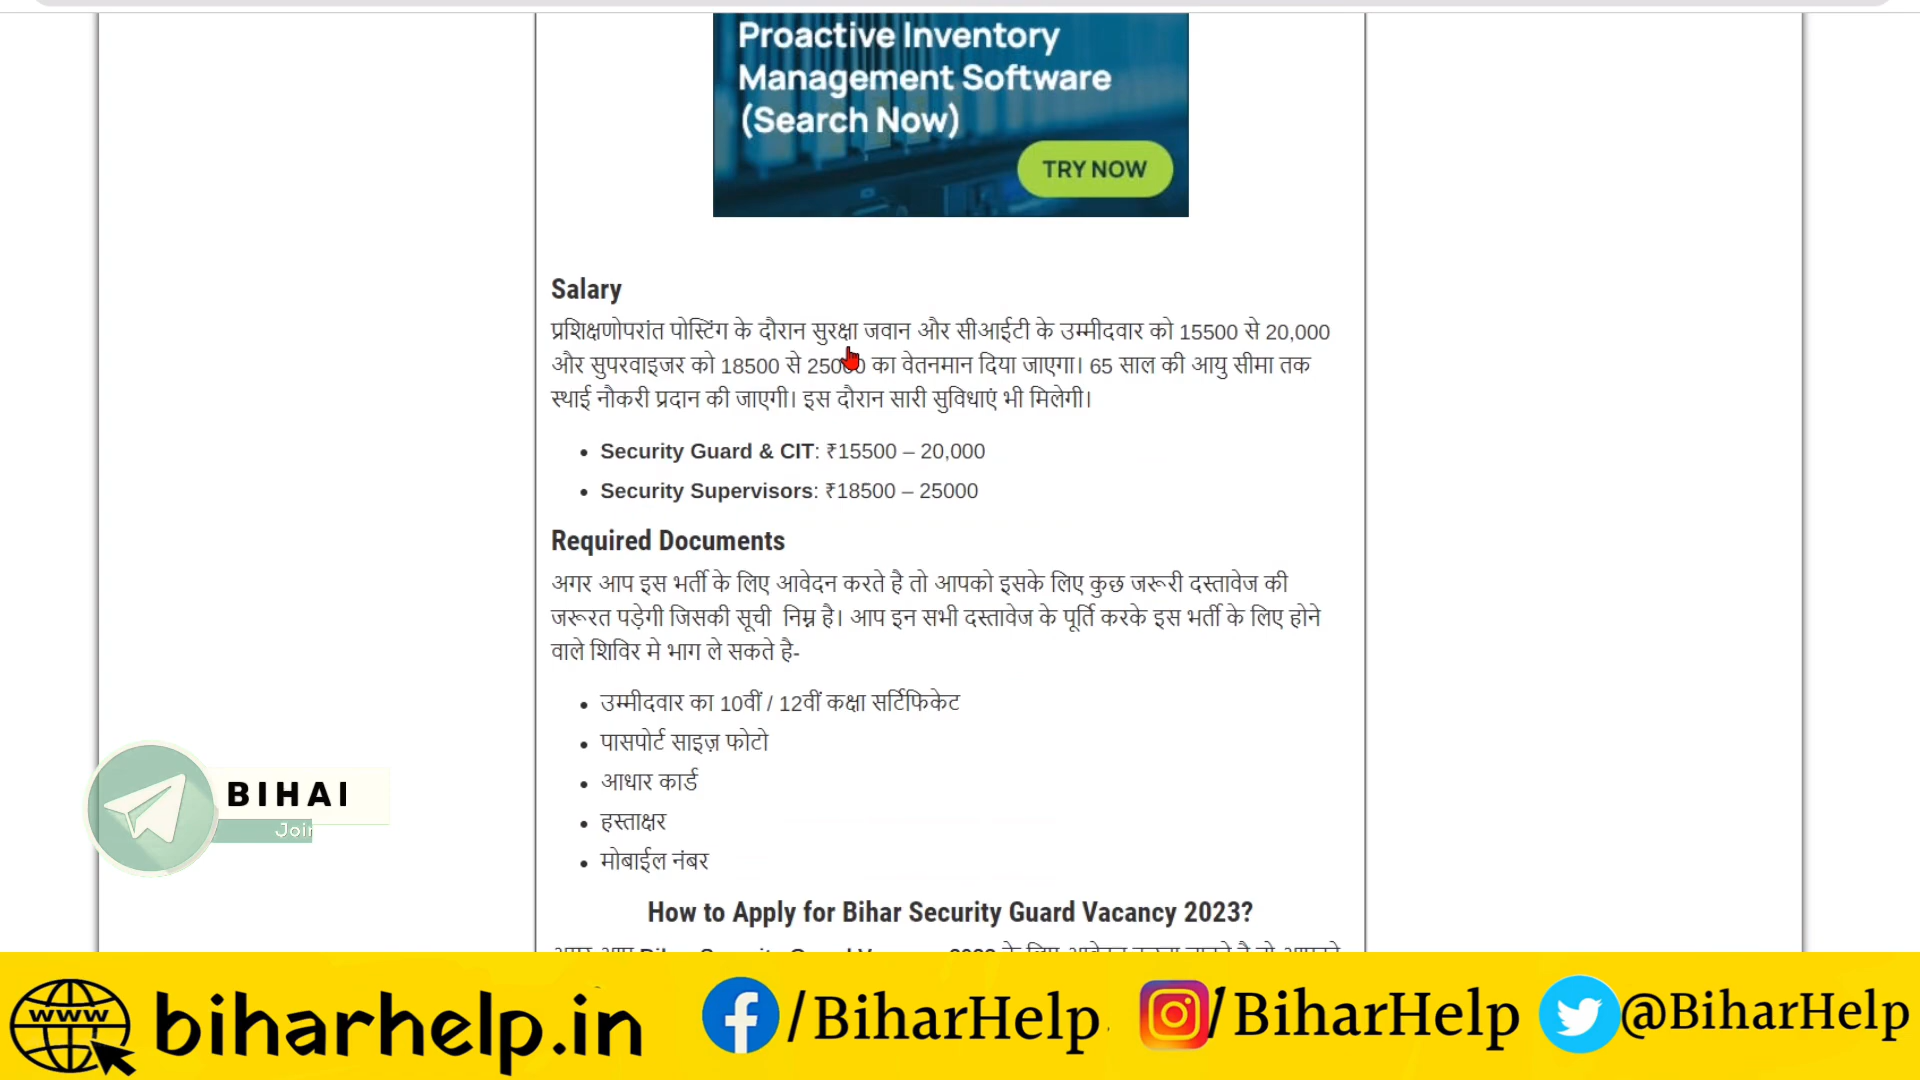 Proactive Inventory
Management Software
(Search Now)
TRY NOW
Salary
प्रशिक्षणोपरांत पोस्टिंग के दौरान सुरक्षा जवान और सीआईटी के उम्मीदवार को 15500 से 20,000
और सुपरवाइजर को 18500 से 25000 का वेतनमान दिया जाएगा। 65 साल की आयु सीमा तक
स्थाई नौकरी प्रदान की जाएगी। इस दौरान सारी सुविधाएं भी मिलेगी।
• Security Guard & CIT: ₹15500 – 20,000
• Security Supervisors: ₹18500 – 25000
Required Documents
अगर आप इस भर्ती के लिए आवेदन करते है तो आपको इसके लिए कुछ जरूरी दस्तावेज की
जरूरत पड़ेगी जिसकी सूची निम्न है। आप इन सभी दस्तावेज के पूर्ति करके इस भर्ती के लिए होने
वाले शिविर मे भाग ले सकते है-
• उम्मीदवार का 10वीं / 12वीं कक्षा सर्टिफिकेट
• पासपोर्ट साइज़ फोटो
• आधार कार्ड
• हस्ताक्षर
• मोबाईल नंबर
BIHAI
Join
How to Apply for Bihar Security Guard Vacancy 2023?
www biharhelp.in /BiharHelp /BiharHelp @BiharHelp